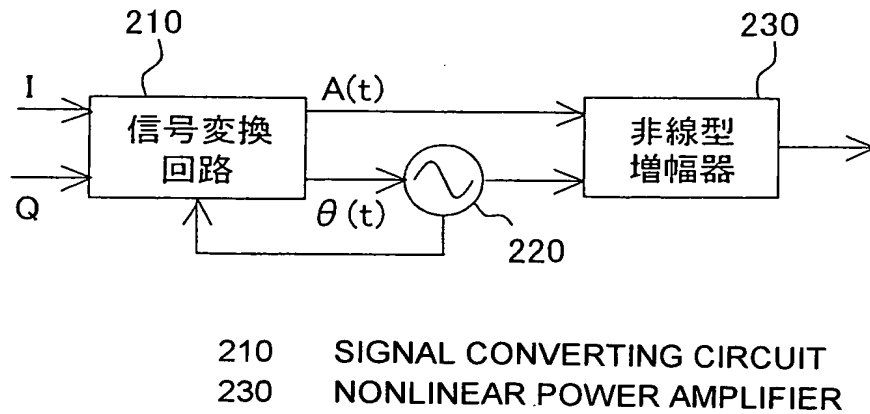 210
230
I
A(t)
信号変換
回路
非線型
増幅器
Q
θ(t)
220
210 SIGNAL CONVERTING CIRCUIT
230 NONLINEAR POWER AMPLIFIER